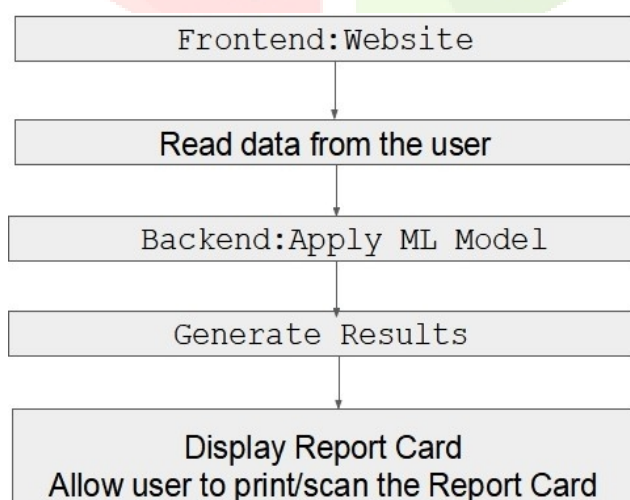 Frontend:Website
Read data from the user
Backend:Apply ML Model
Generate Results
Display Report Card
Allow user to print/scan the Report Card